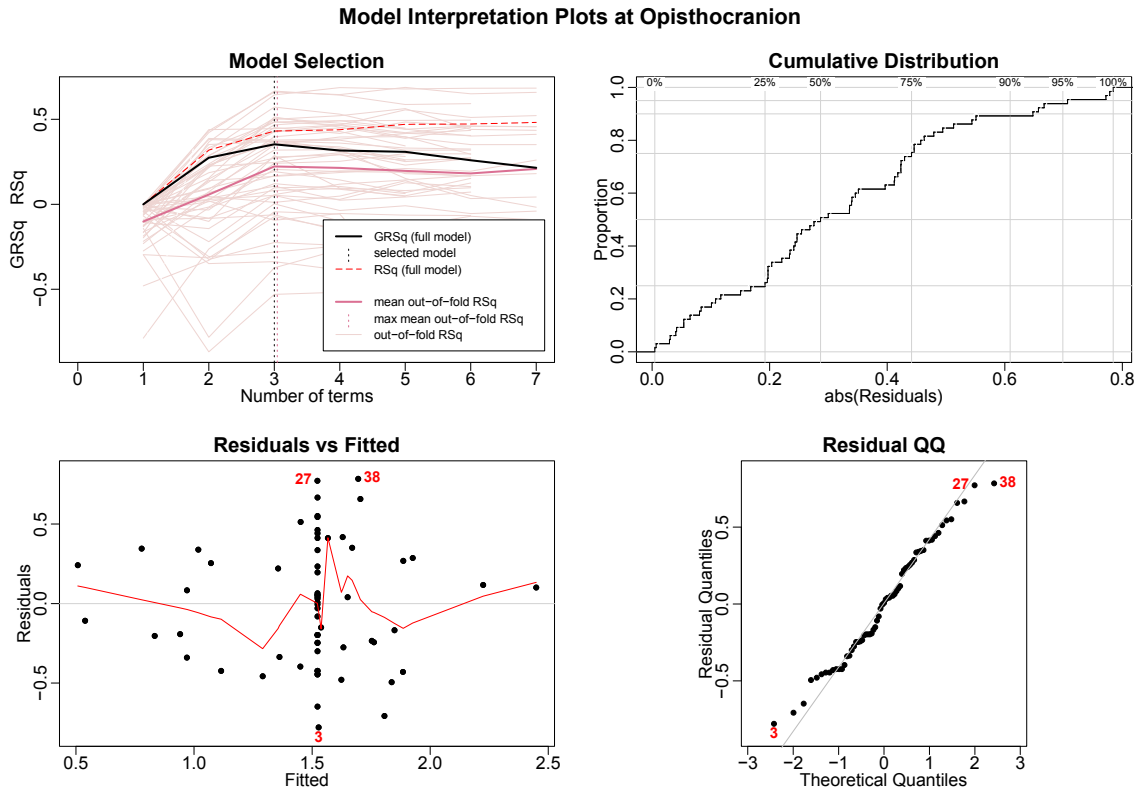 Model Interpretation Plots at Opisthocranion
Model Selection
GRSq RSq
−0.5 0 0.5
GRSq (full model)
selected model
RSq (full model)
mean out-of-fold RSq
max mean out-of-fold RSq
out-of-fold RSq
0 1 2 3 4 5 6 7
Number of terms
Cumulative Distribution
0% 25% 50% 75% 90% 95% 100%
Proportion
0.0 0.2 0.4 0.6 0.8 1.0
0.0 0.2 0.4 0.6 0.8
abs(Residuals)
Residuals vs Fitted
27 38
Residuals
−0.5 0.0 0.5
3
0.5 1.0 1.5 2.0 2.5
Fitted
Residual QQ
27 38
Residual Quantiles
−0.5 0.5
3
−3 −2 −1 0 1 2 3
Theoretical Quantiles